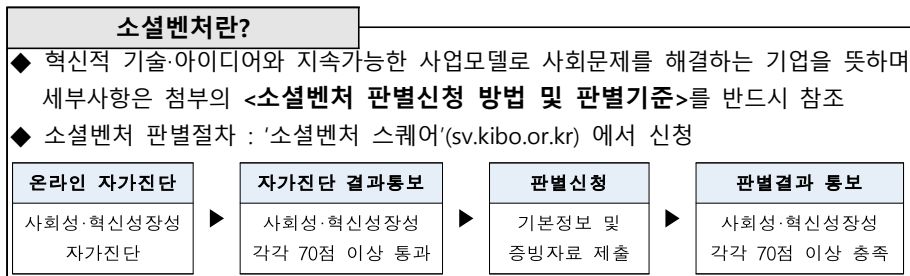 소셜벤처란?
◆ 혁신적 기술·아이디어와 지속가능한 사업모델로 사회문제를 해결하는 기업을 뜻하며
세부사항은 첨부의 <소셜벤처 판별신청 방법 및 판별기준>를 반드시 참조
◆ 소셜벤처 판별절차 : '소셜벤처 스퀘어'(sv.kibo.or.kr) 에서 신청
온라인 자가진단
사회성·혁신성장성
자가진단
▶
자가진단 결과통보
사회성·혁신성장성
각각 70점 이상 통과
▶
판별신청
기본정보 및
증빙자료 제출
▶
판별결과 통보
사회성·혁신성장성
각각 70점 이상 충족